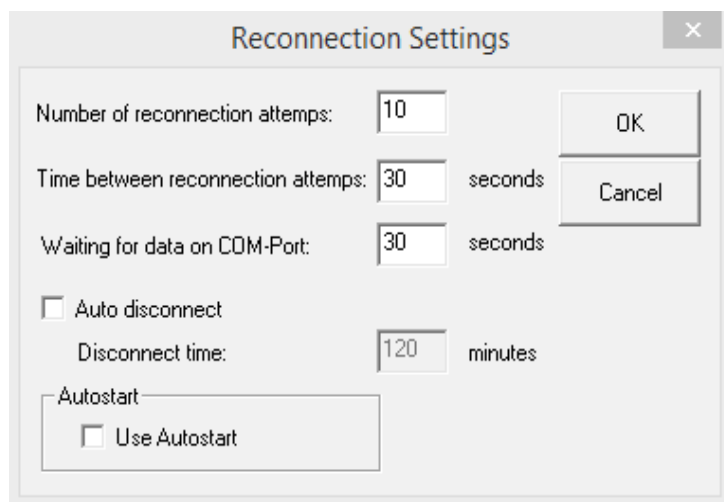 Reconnection Settings
Number of reconnection attemps: 10
OK
Time between reconnection attemps: 30 seconds
Cancel
Waiting for data on COM-Port: 30 seconds
Auto disconnect
Disconnect time: 120 minutes
Autostart
Use Autostart